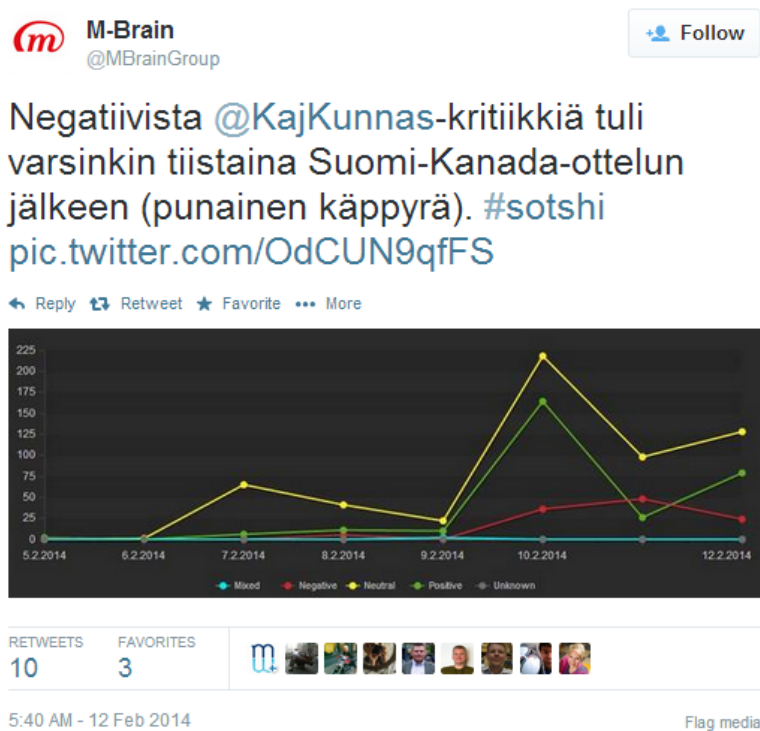 M-Brain
@MBrainGroup
Follow
Negatiivista @KajKunnas-kritiikkiä tuli
varsinkin tiistaina Suomi-Kanada-ottelun
jälkeen (punainen käppyrä). #sotshi
pic.twitter.com/OdCUN9qfFS
Reply Retweet Favorite More
225
200
175
150
125
100
75
50
25
0
5.2.2014 6.2.2014 7.2.2014 8.2.2014 9.2.2014 10.2.2014 12.2.2014
Mixed Negative Neutral Positive Unknown
RETWEETS FAVORITES
10 3
5:40 AM - 12 Feb 2014
Flag media